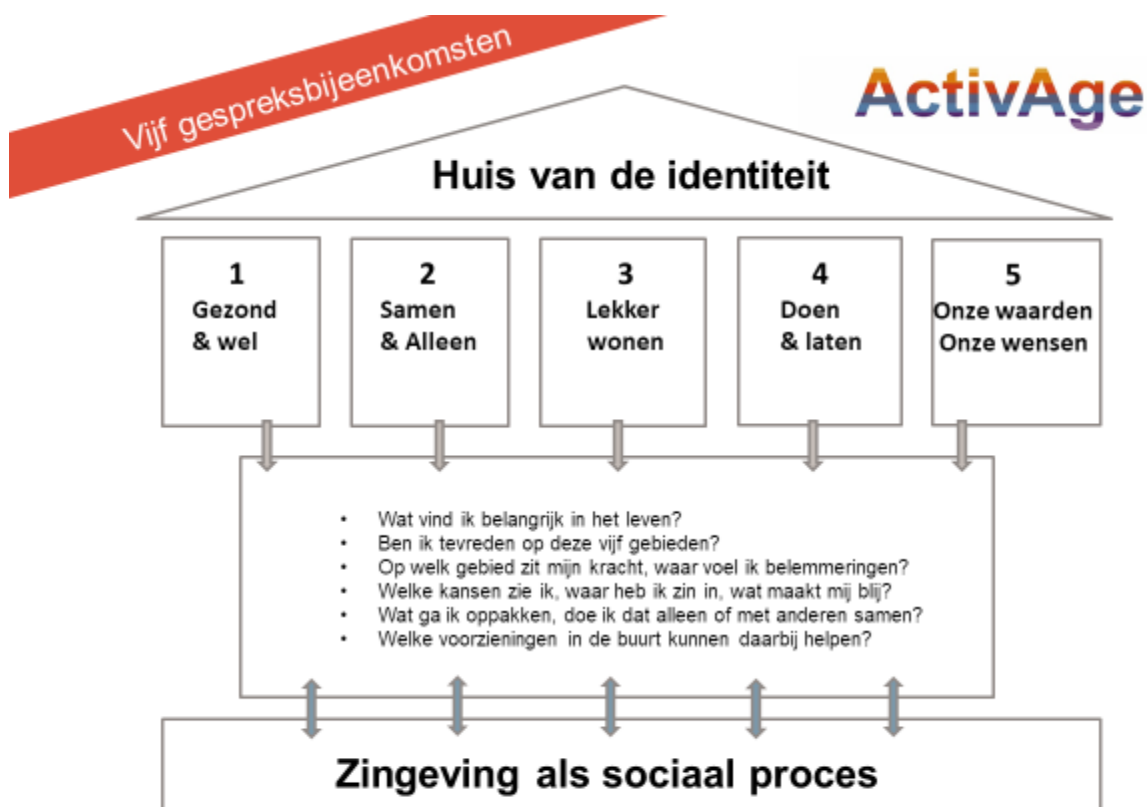 Vijf gespreksbijeenkomsten
ActivAge
Huis van de identiteit
1
Gezond
& wel
2
Samen
& Alleen
3
Lekker
wonen
4
Doen
& laten
5
Onze waarden
Onze wensen
• Wat vind ik belangrijk in het leven?
• Ben ik tevreden op deze vijf gebieden?
• Op welk gebied zit mijn kracht, waar voel ik belemmeringen?
• Welke kansen zie ik, waar heb ik zin in, wat maakt mij blij?
• Wat ga ik oppakken, doe ik dat alleen of met anderen samen?
• Welke voorzieningen in de buurt kunnen daarbij helpen?
Zingeving als sociaal proces